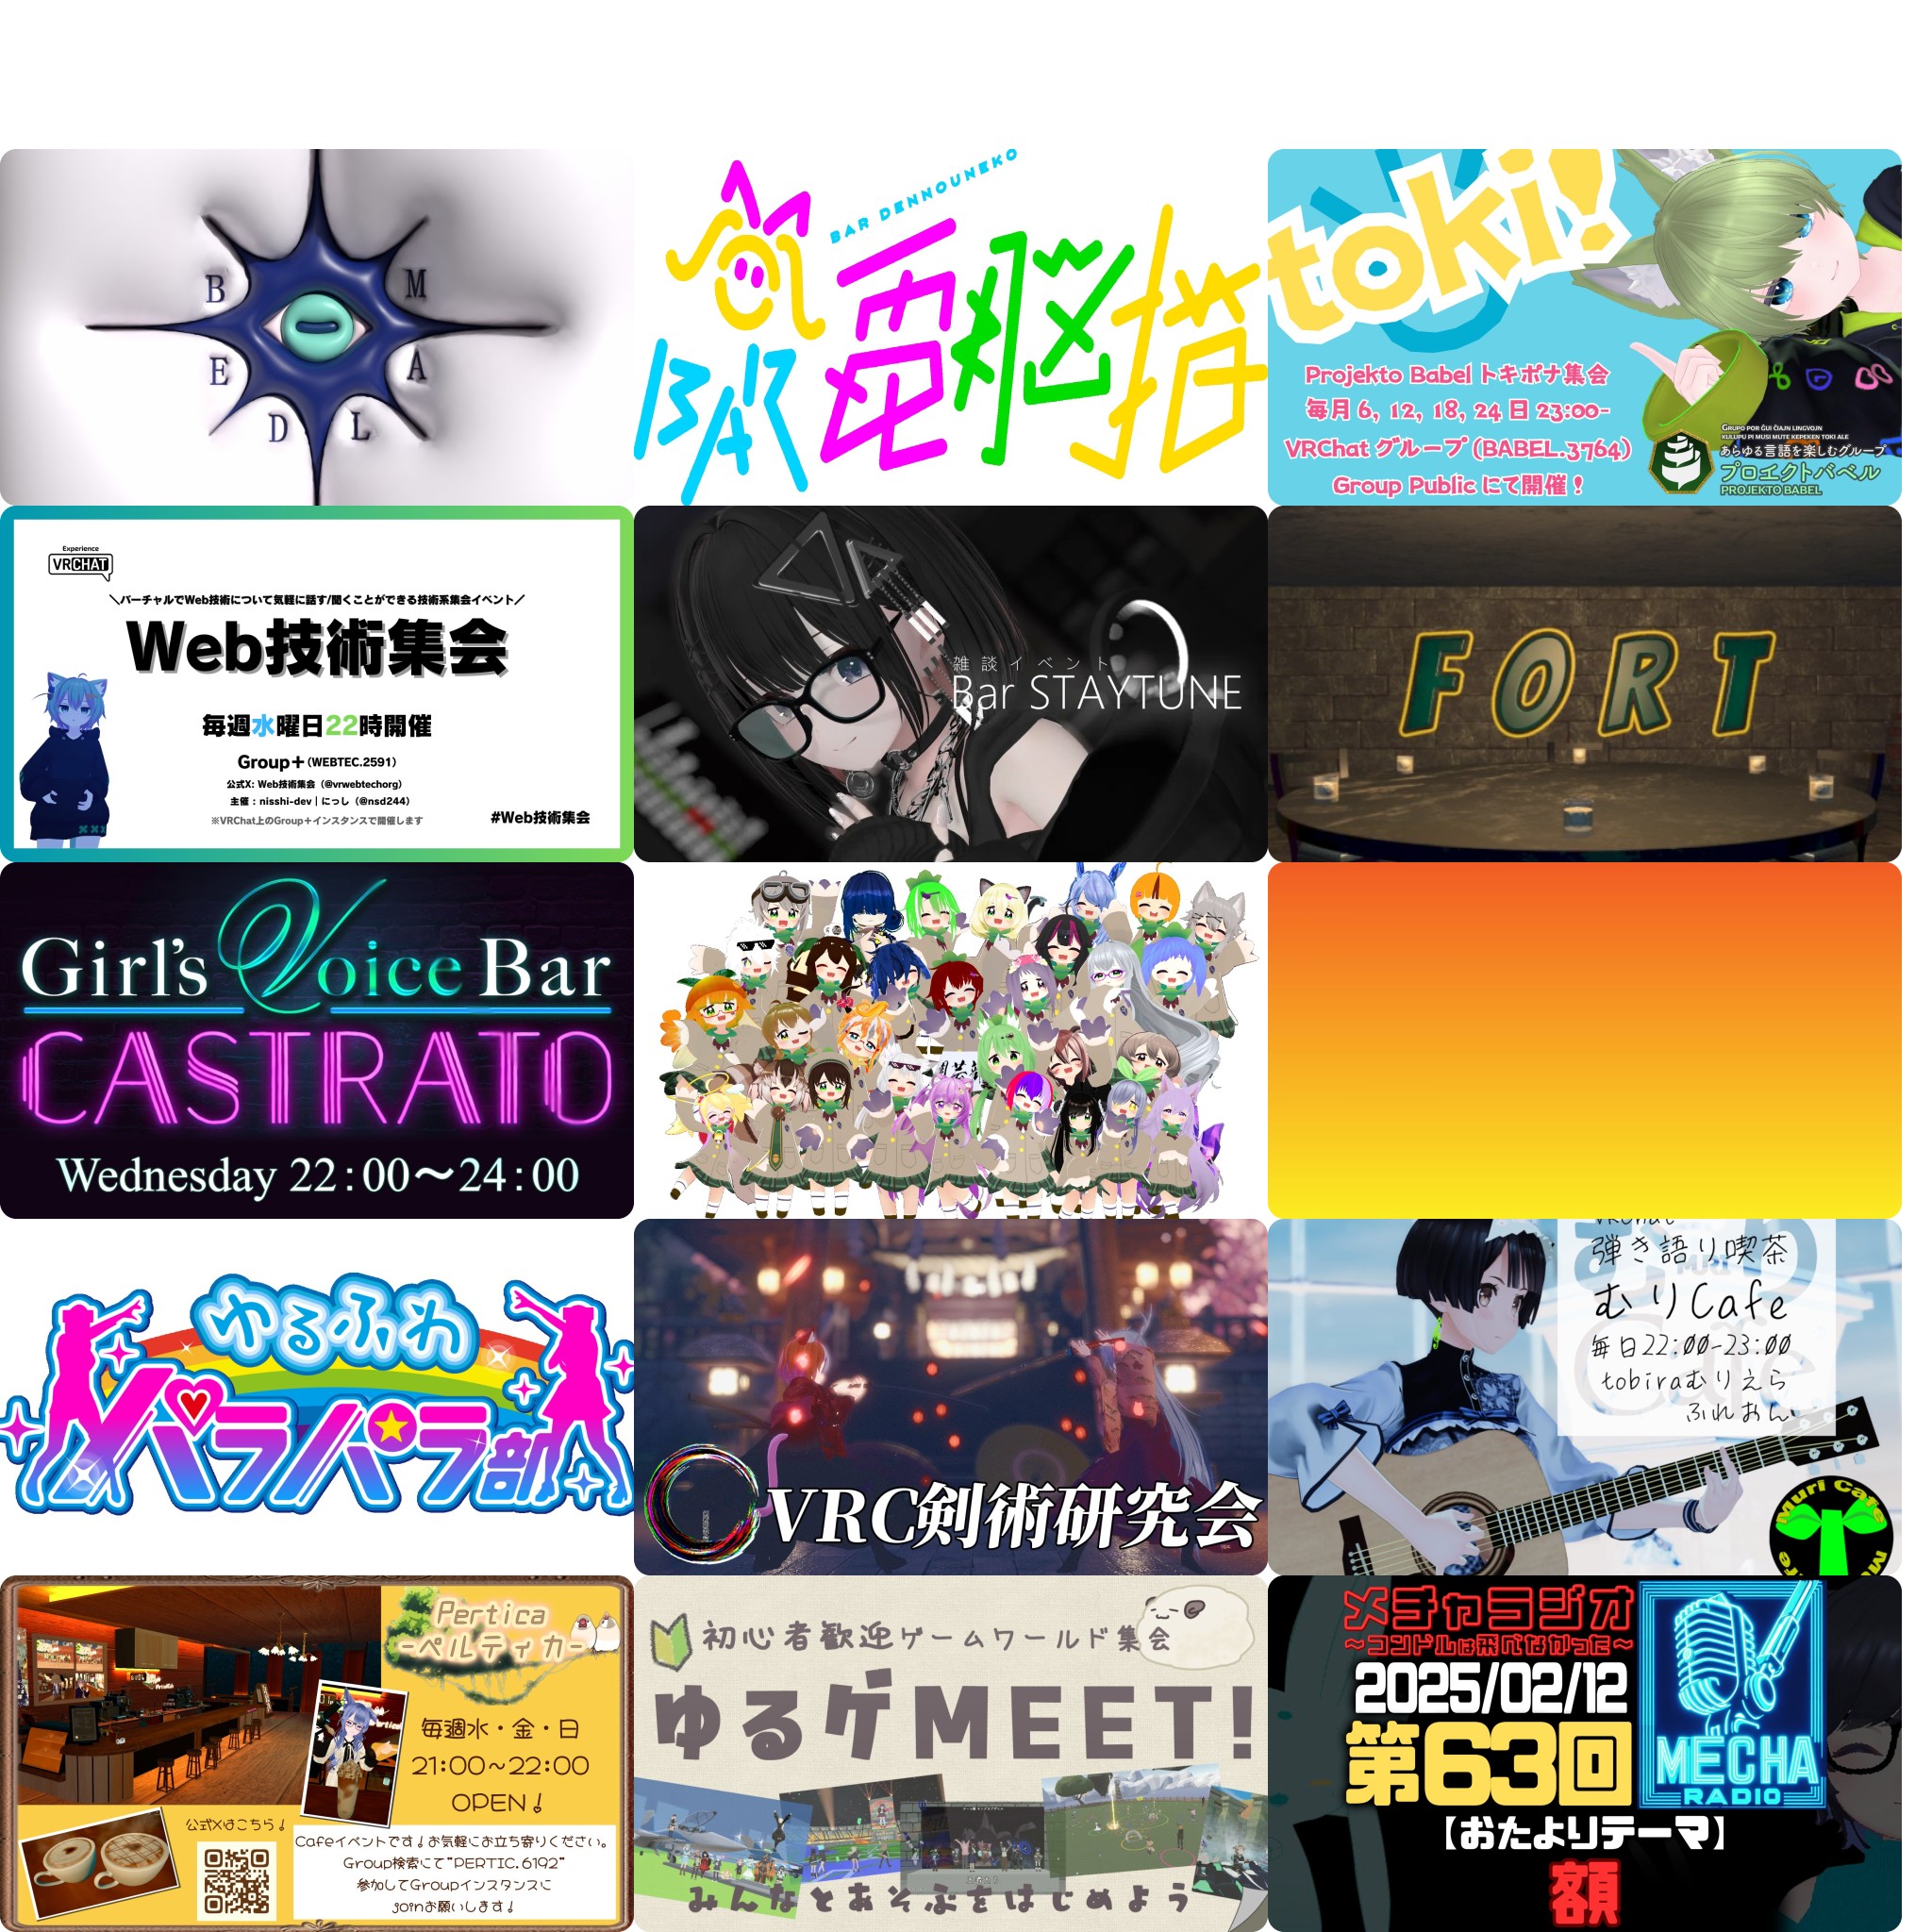 B
M
E
A
D
L
BAR DENNOUNEKO
BAR
電脳猫
toki!
Projekto Babel トキポナ集会
毎月 6, 12, 18, 24 日 23:00-
VRChat グループ (BABEL.3764)
Group Public にて開催！
GRUPO POR ĜUI ĈIAJN LINGVOJN
KULUPU PI MUSI MUTE KEPEKEN TOKI ALE
あらゆる言語を楽しむグループ
プロエクトバベル
PROJEKTO BABEL
Experience
VRCHAT
＼バーチャルでWeb技術について気軽に話す/聞くことができる技術系集会イベント／
Web技術集会
毎週水曜日22時開催
Group＋(WEBTEC.2591)
公式X: Web技術集会（@vrwebtechorg）
主催：nisshi-dev｜にっし（@nsd244）
※VRChat上のGroup＋インスタンスで開催します
#Web技術集会
雑談イベント
Bar STAYTUNE
FORT
Girl's Voice Bar
CASTRATO
Wednesday 22:00～24:00
ゆるふわ
パラパラ部
VRC剣術研究会
VRChat
弾き語り喫茶
むりCafe
毎日22:00-23:00
tobiraむりえら
ふれおん
Muri Cafe
Pertica
-ペルティカ-
毎週水・金・日
21:00～22:00
OPEN！
公式Xはこちら！
Cafeイベントです！お気軽にお立ち寄りください。
Group検索にて"PERTIC.6192"
参加してGroupインスタンスに
joinお願いします！
初心者歓迎ゲームワールド集会
ゆるゲMEET!
みんなとあそぶをはじめよう
メチャラジオ
～コンドルは飛べなかった～
2025/02/12
第63回
MECHA
RADIO
【おたよりテーマ】
額